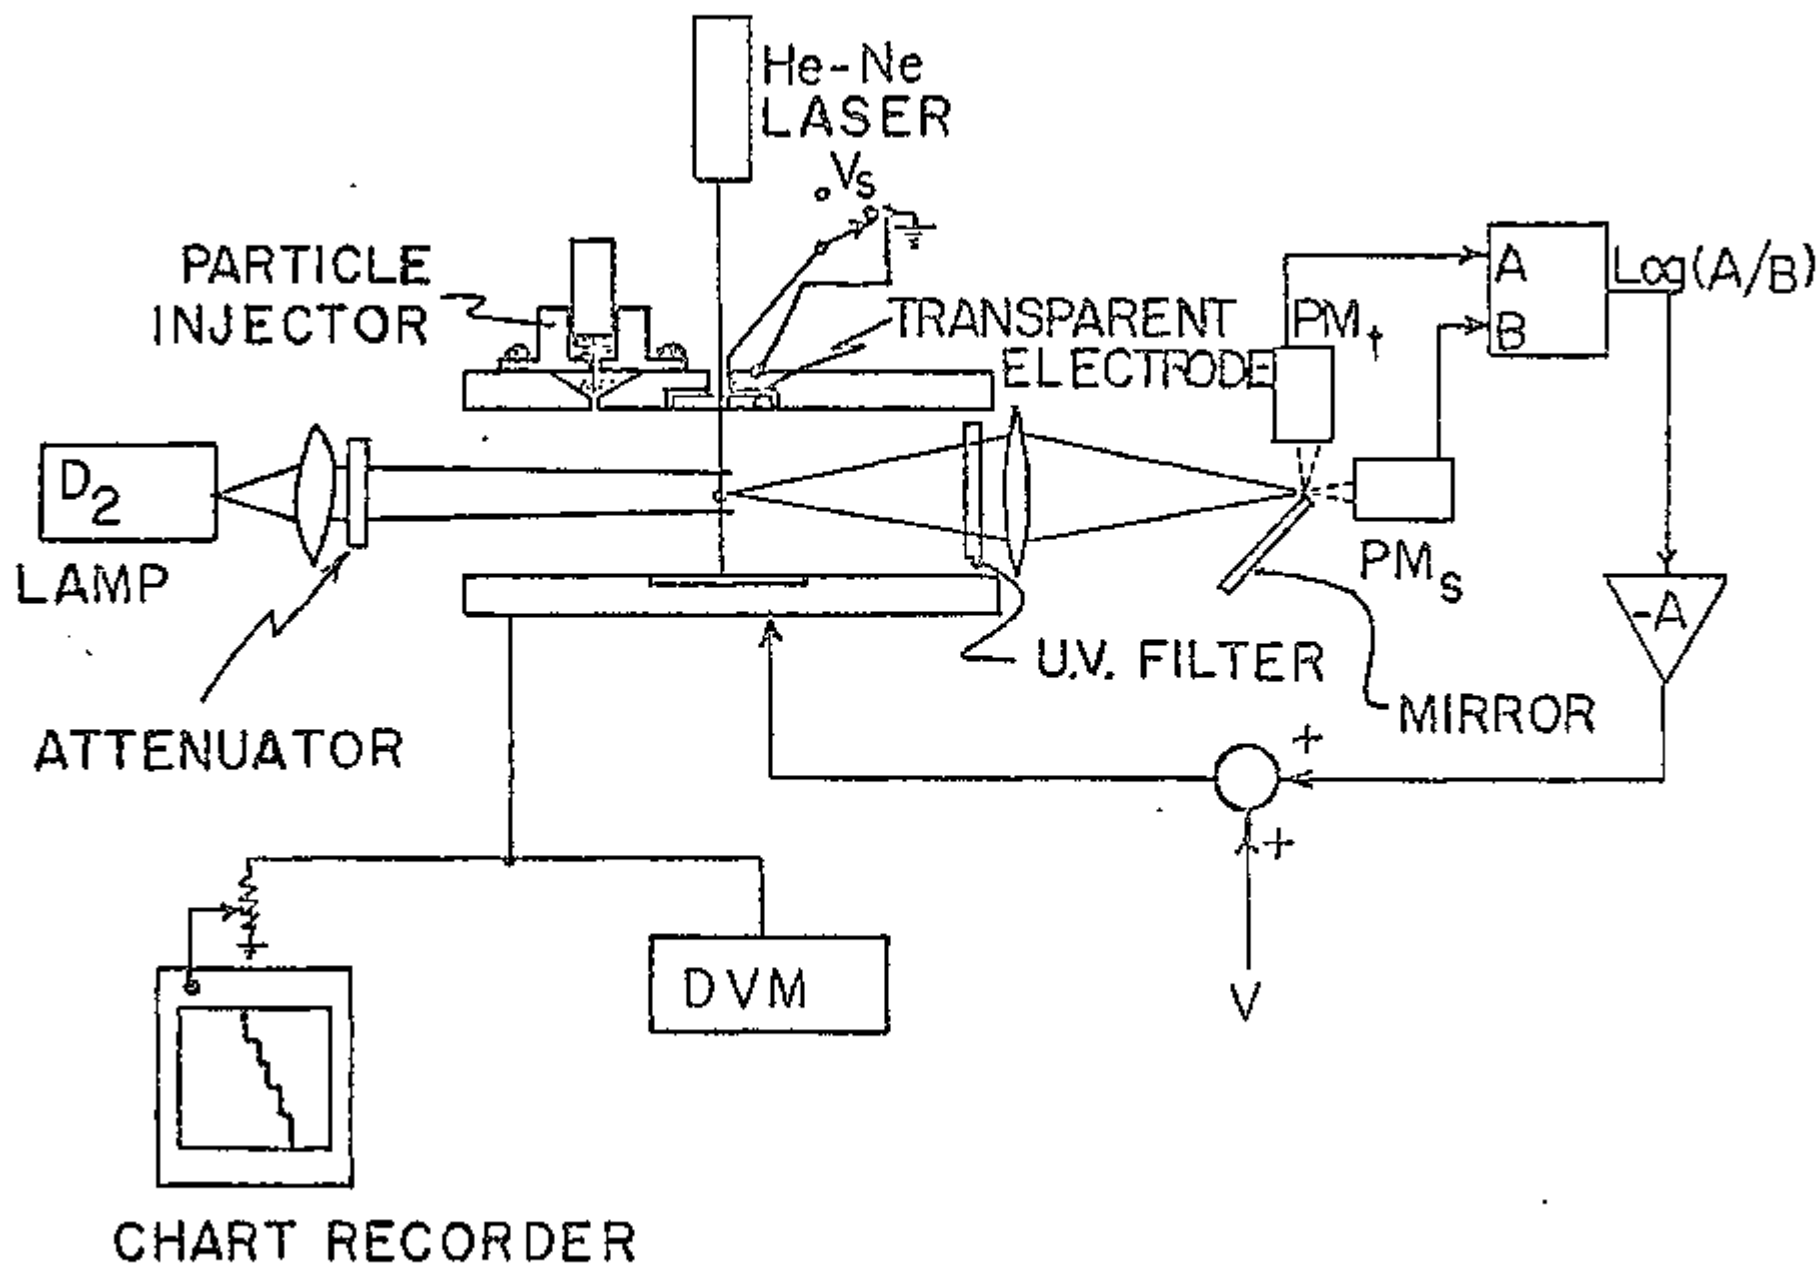 He-Ne
LASER
Vs
PARTICLE
INJECTOR
TRANSPARENT
ELECTRODE
PMt
A
B
Log(A/B)
D2
LAMP
PMs
-A
U.V. FILTER
MIRROR
ATTENUATOR
+
+
DVM
V
CHART RECORDER